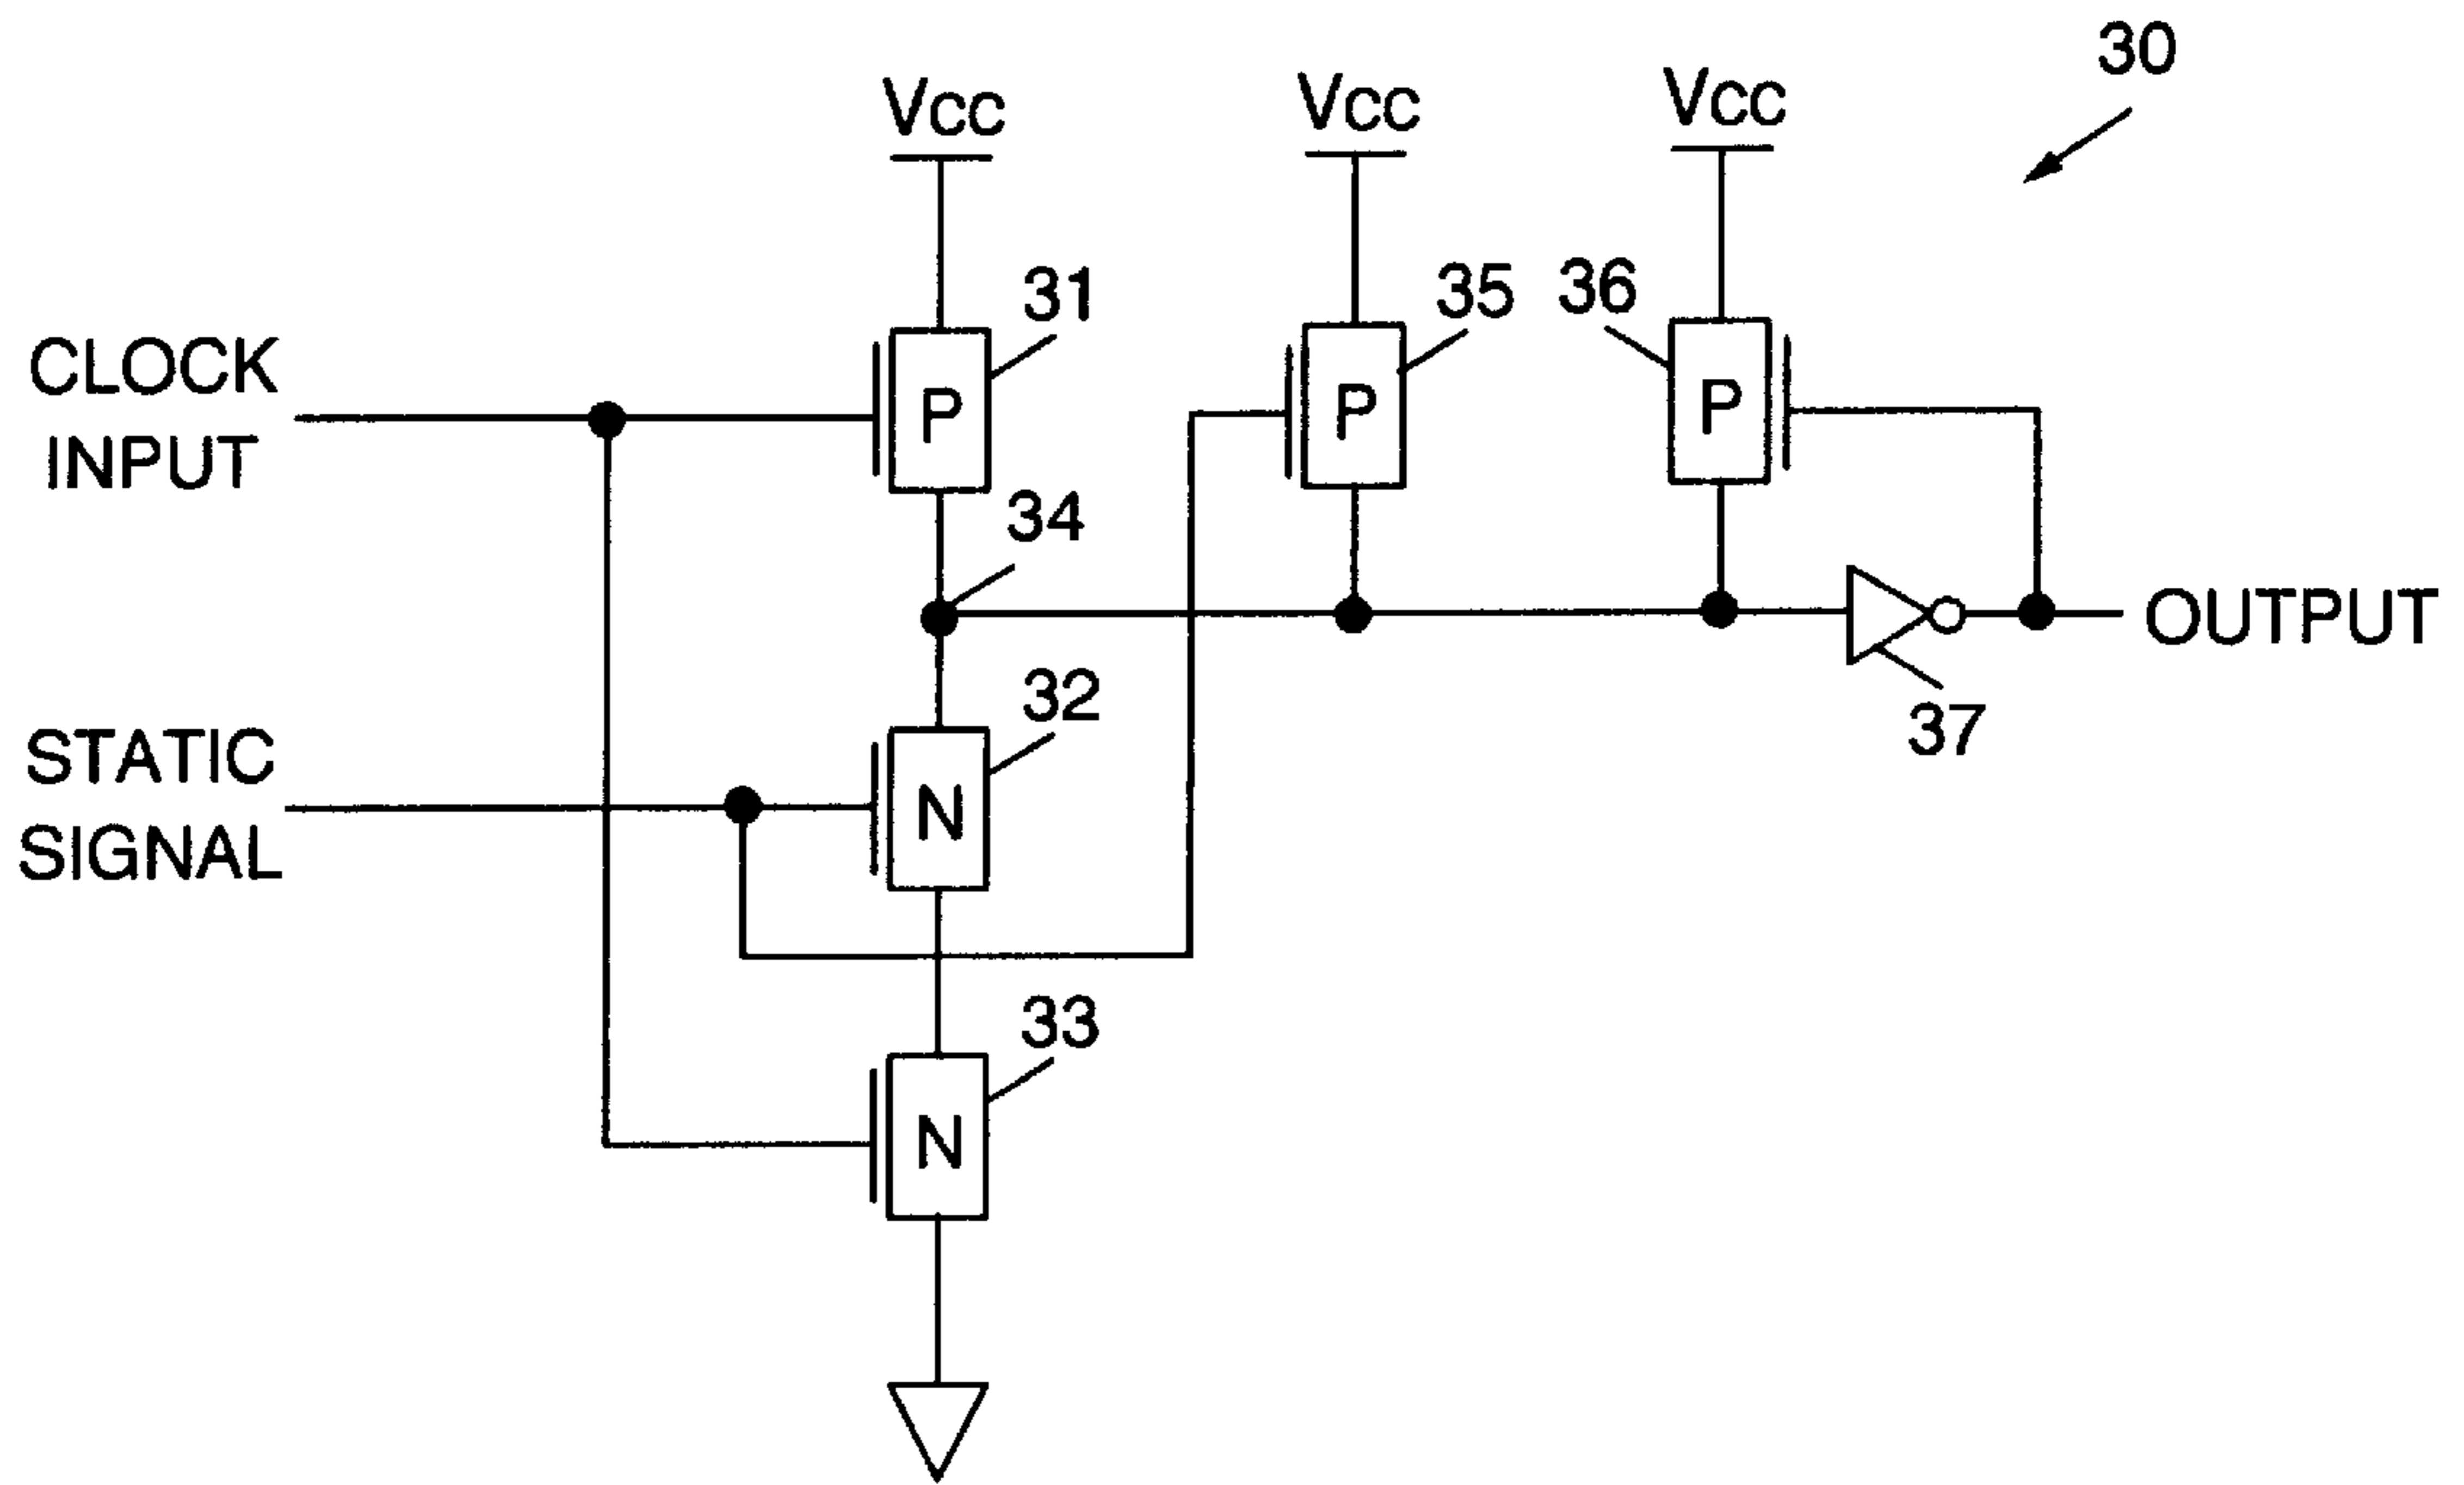 30
VCC
VCC
VCC
31
35
36
CLOCK
INPUT
P
P
P
34
OUTPUT
32
37
STATIC
SIGNAL
N
33
N